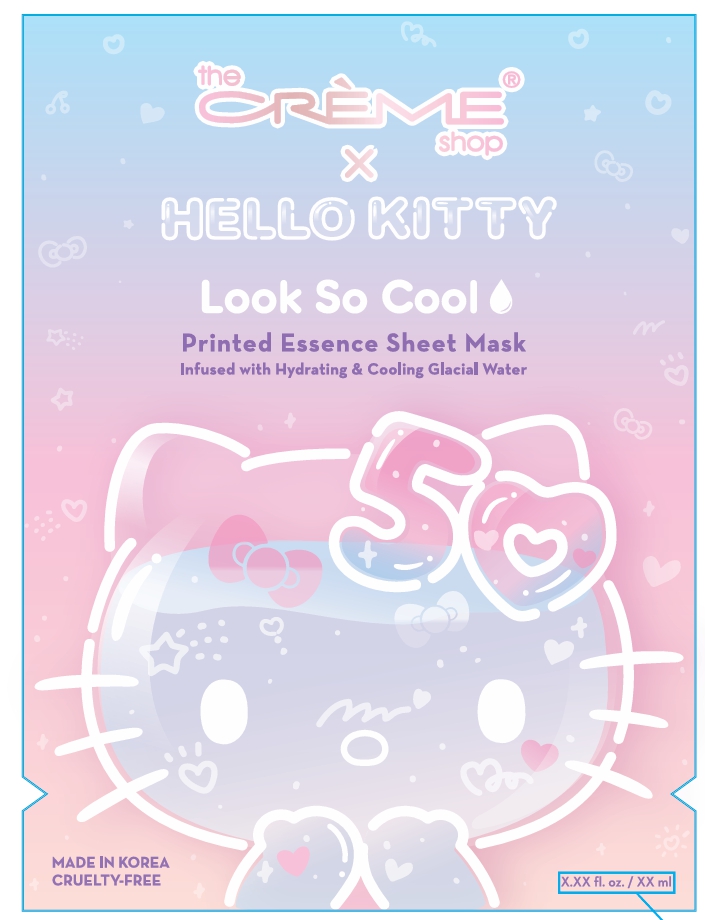 the
CRÈME®
shop
X
HELLO KITTY
Look So Cool
Printed Essence Sheet Mask
Infused with Hydrating & Cooling Glacial Water
50
MADE IN KOREA
CRUELTY-FREE
X.XX fl. oz. / XX ml